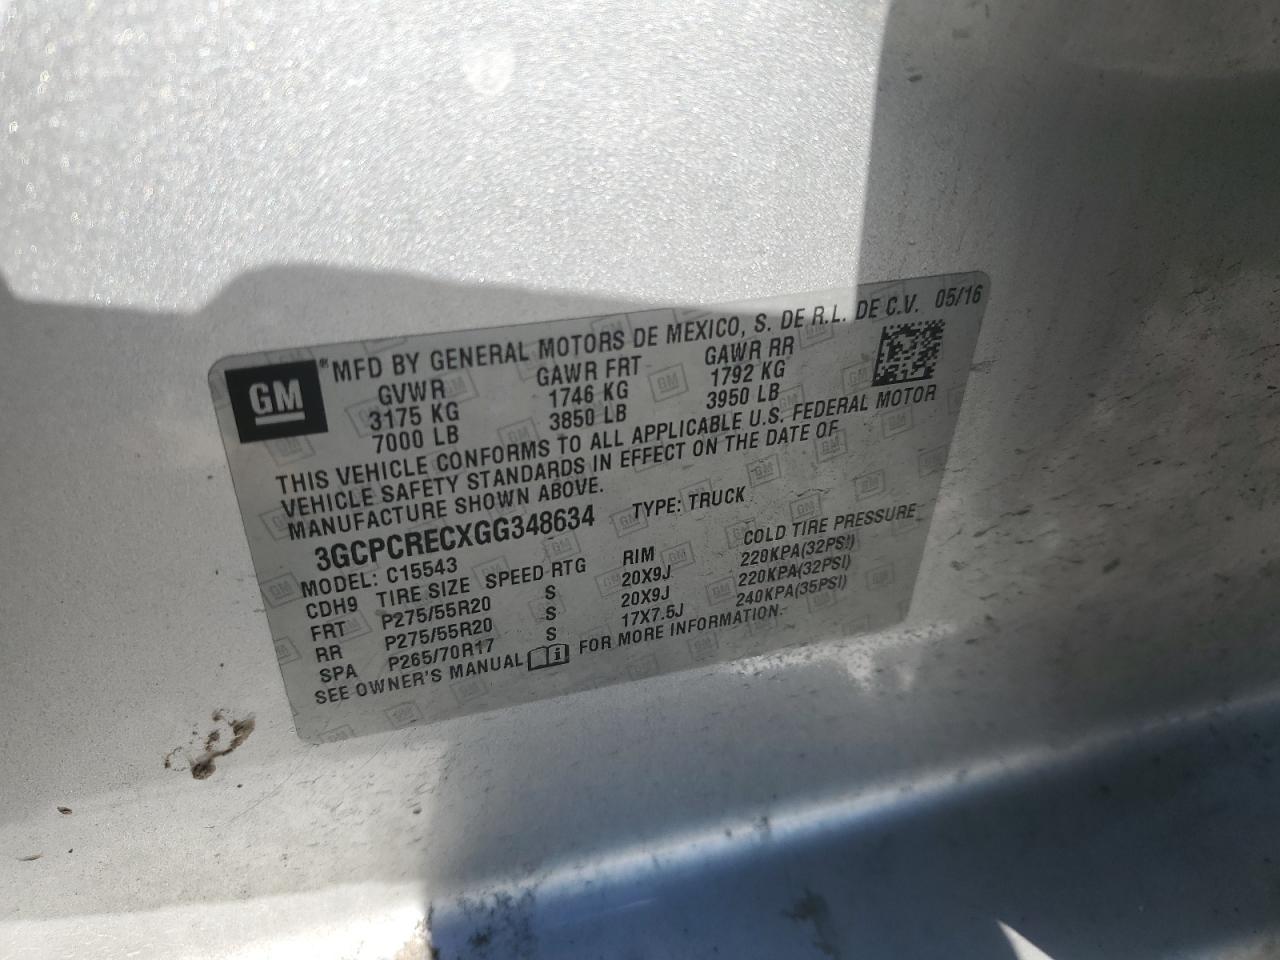 GM
MFD BY GENERAL MOTORS DE MEXICO, S. DE R.L. DE C.V. 05/16
GVWR GAWR FRT GAWR RR
3175 KG 1746 KG 1792 KG
7000 LB 3850 LB 3950 LB
THIS VEHICLE CONFORMS TO ALL APPLICABLE U.S. FEDERAL MOTOR
VEHICLE SAFETY STANDARDS IN EFFECT ON THE DATE OF
MANUFACTURE SHOWN ABOVE.
3GCPCRECXGG348634 TYPE: TRUCK
MODEL: C15543
CDH9 TIRE SIZE SPEED RTG RIM COLD TIRE PRESSURE
FRT P275/55R20 S 20X9J 220KPA(32PSI)
RR P275/55R20 S 20X9J 220KPA(32PSI)
SPA P265/70R17 S 17X7.5J 240KPA(35PSI)
SEE OWNER'S MANUAL FOR MORE INFORMATION.